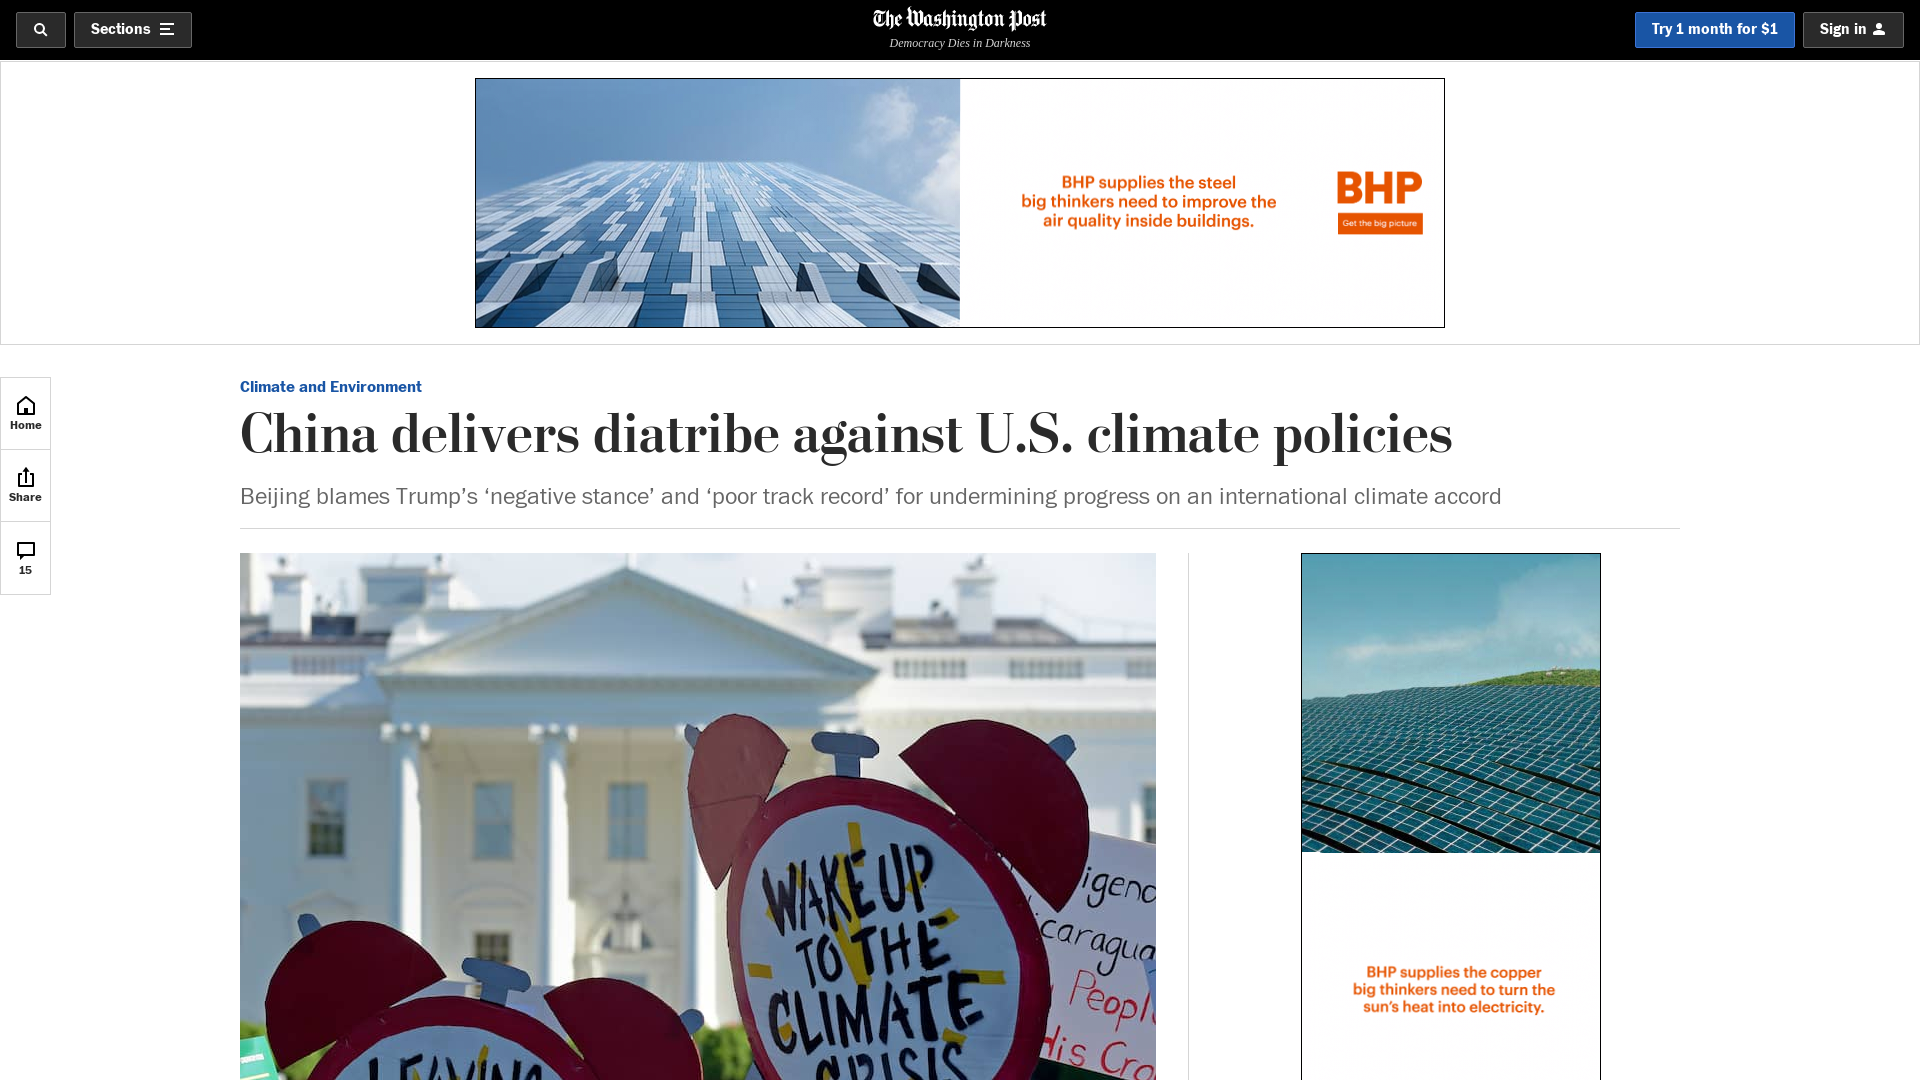 Sections
The Washington Post
Democracy Dies in Darkness
Try 1 month for $1
Sign in
BHP supplies the steel
big thinkers need to improve the
air quality inside buildings.
BHP
Get the big picture
Home
Share
15
Climate and Environment
China delivers diatribe against U.S. climate policies
Beijing blames Trump’s ‘negative stance’ and ‘poor track record’ for undermining progress on an international climate accord
WAKE UP
TO THE
CLIMATE
CRISIS
LEAVING
People
His
BHP supplies the copper
big thinkers need to turn the
sun’s heat into electricity.